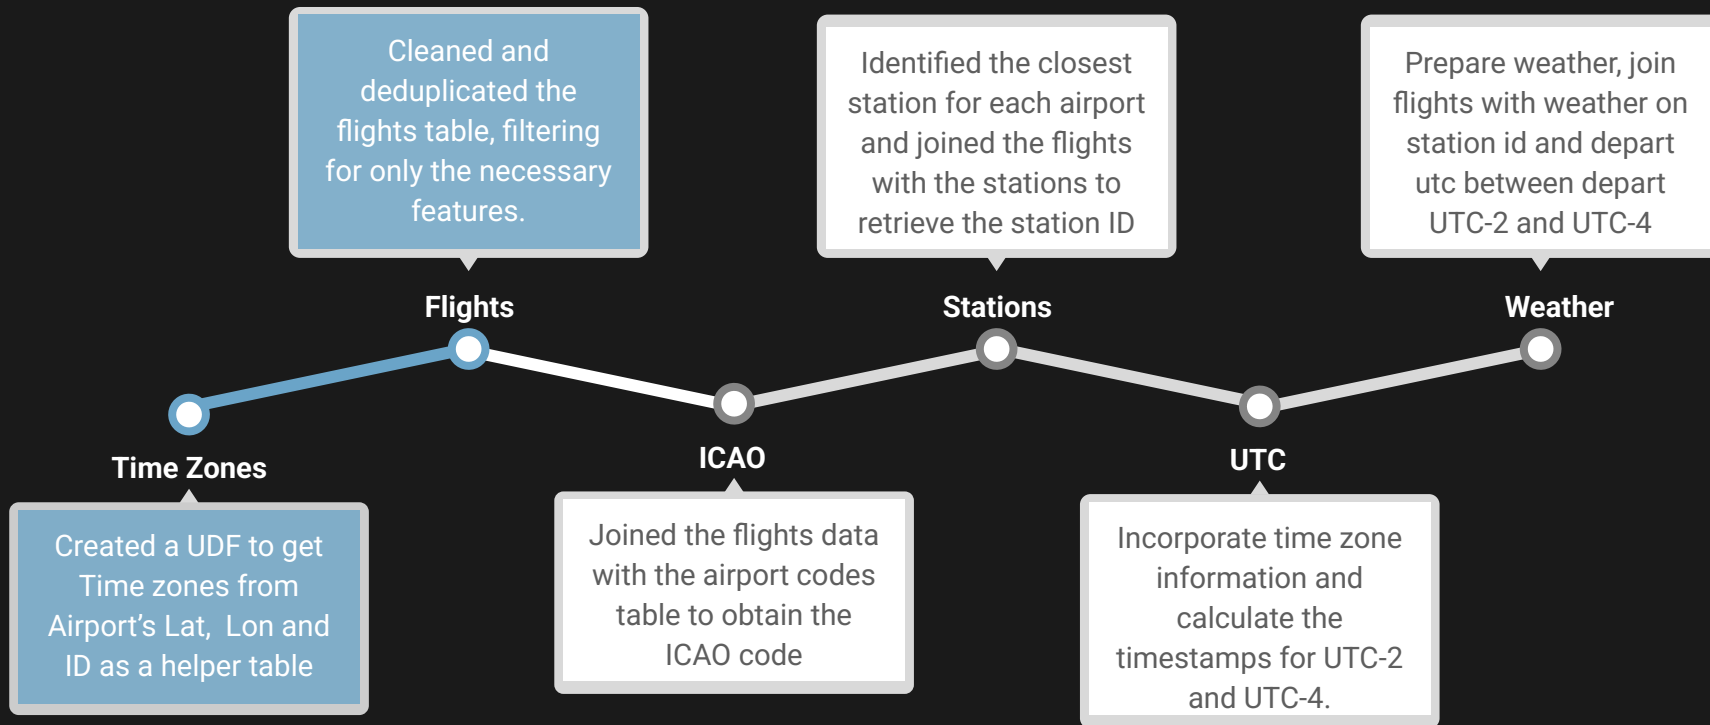 Cleaned and
deduplicated the
flights table, filtering
for only the necessary
features.
Flights
Identified the closest
station for each airport
and joined the flights
with the stations to
retrieve the station ID
Stations
Prepare weather, join
flights with weather on
station id and depart
utc between depart
UTC-2 and UTC-4
Weather
Time Zones
Created a UDF to get
Time zones from
Airport’s Lat,  Lon and
ID as a helper table
ICAO
Joined the flights data
with the airport codes
table to obtain the
ICAO code
UTC
Incorporate time zone
information and
calculate the
timestamps for UTC-2
and UTC-4.